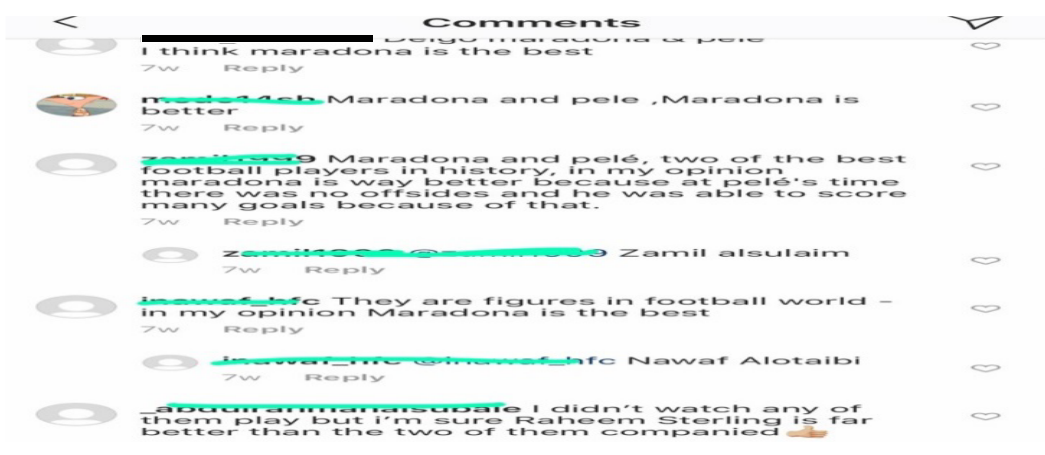 Comments
I think maradona is the best
7w Reply
Maradona and pele ,Maradona is
better
7w Reply
Maradona and pelé, two of the best
football players in history, in my opinion
maradona is way better because at pelé's time
there was no offsides and he was able to score
many goals because of that.
7w Reply
Zamil alsulaim
7w Reply
They are figures in football world -
in my opinion Maradona is the best
7w Reply
Nawaf Alotaibi
7w Reply
I didn't watch any of
them play but i'm sure Raheem Sterling is far
better than the two of them companied